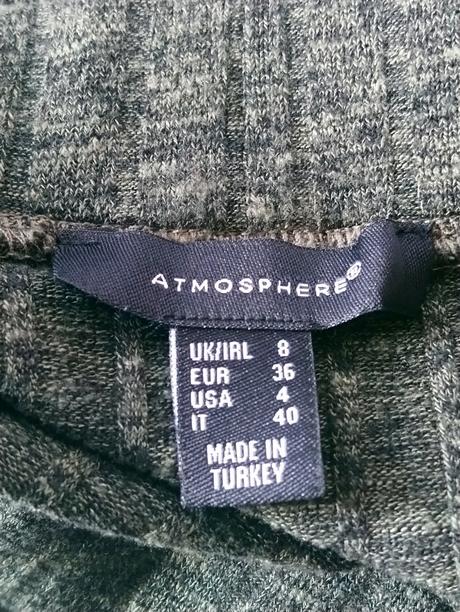 ATMOSPHERE®
UK/IRL 8
EUR 36
USA 4
IT 40
MADE IN
TURKEY